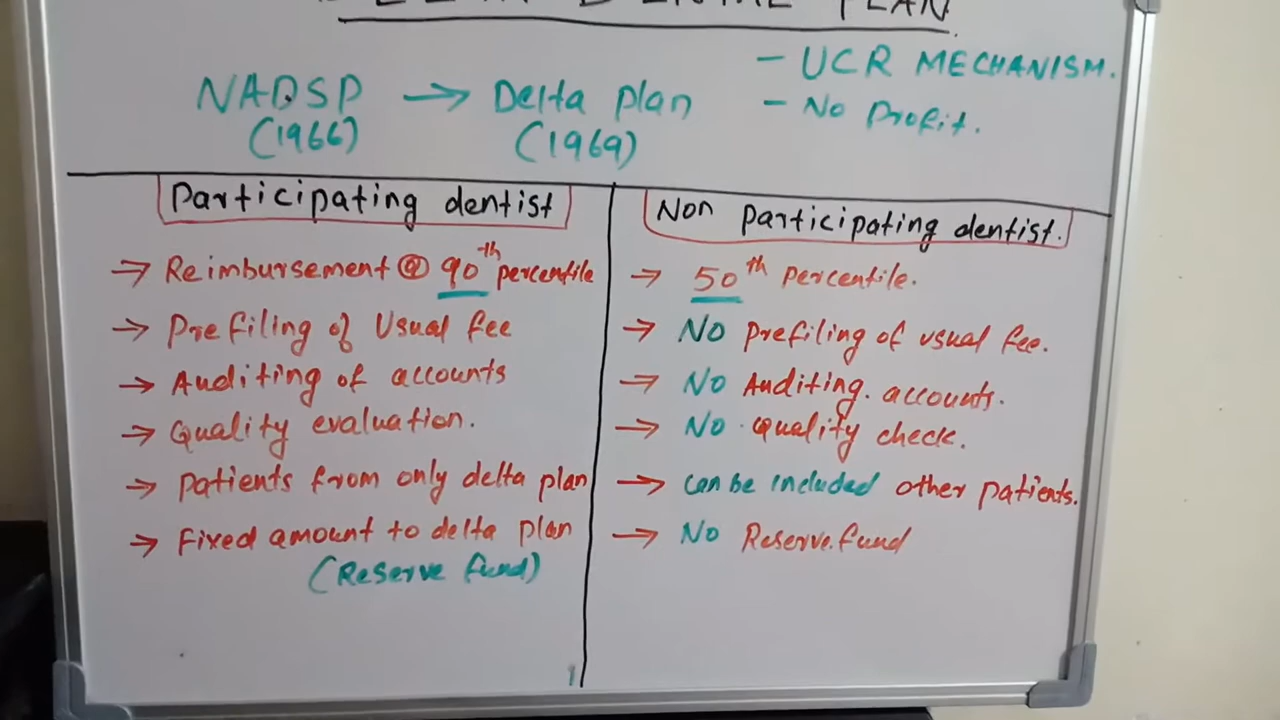 PLAN.
- UCR MECHANISM.
- No Profit.
NADSP → Delta plan
(1966) (1969)
Participating dentist
→ Reimbursement @ 90th percentile
→ Prefiling of Usual fee
→ Auditing of accounts
→ Quality evaluation.
→ Patients from only delta plan
→ Fixed amount to delta plan
(Reserve fund)
Non participating dentist.
→ 50th Percentile.
→ NO prefiling of usual fee.
→ NO Auditing. accounts.
→ NO quality check.
→ can be included other patients.
→ NO Reserve.fund